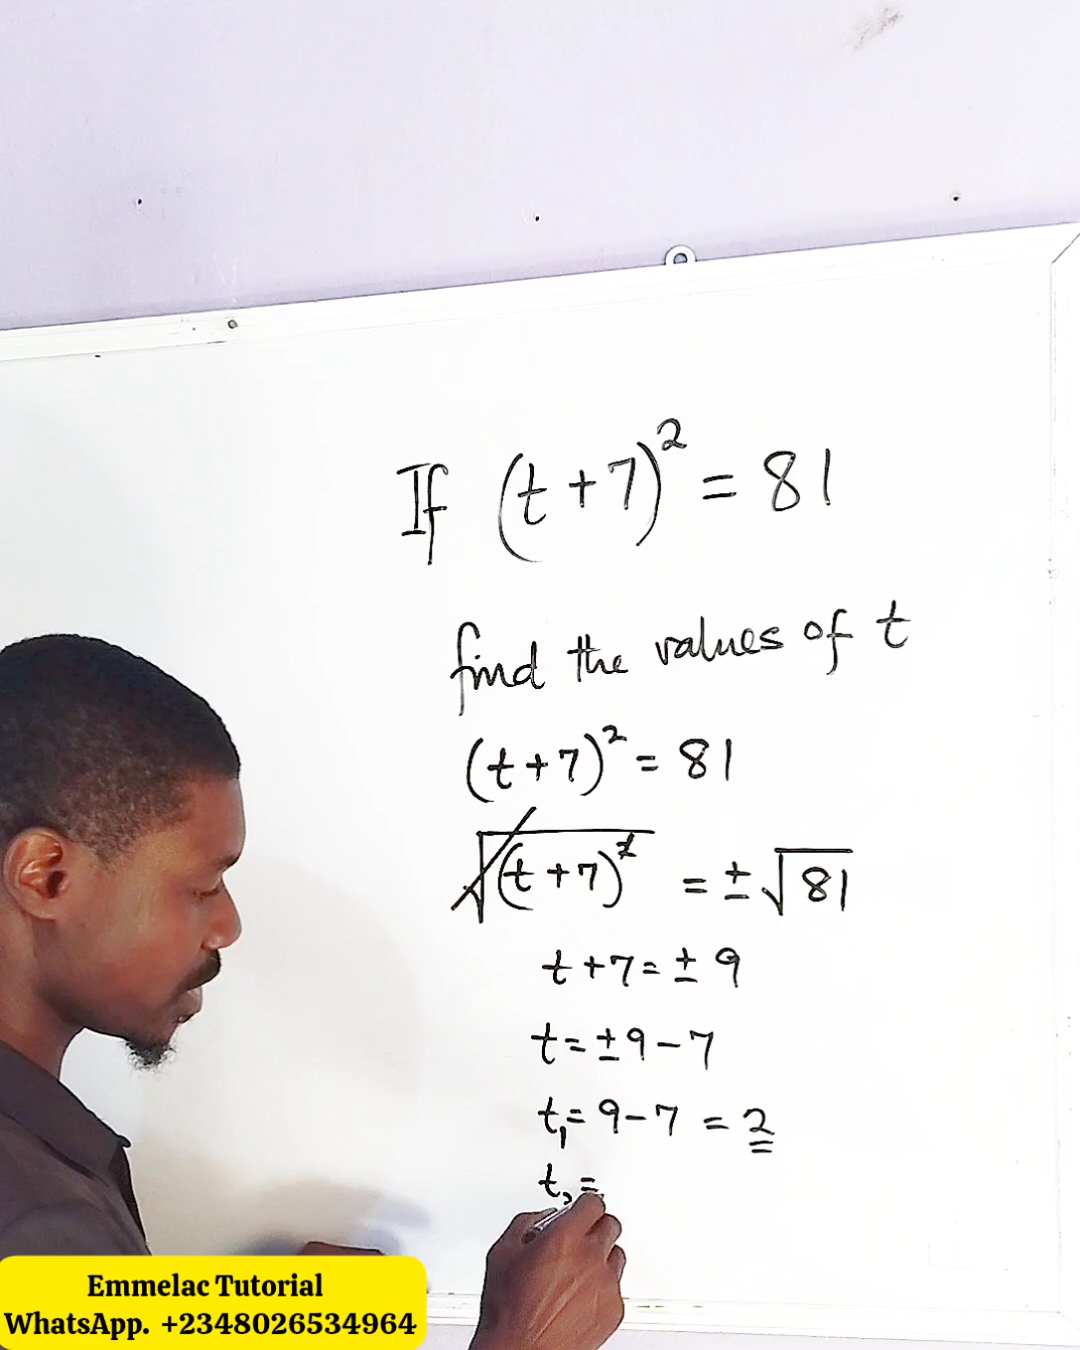 If (t+7)² = 81
find the values of t
(t+7)² = 81
√(t+7)² = ±√81
t+7 = ±9
t = ±9-7
t₁ = 9-7 = 2
t₂ =
Emmelac Tutorial
WhatsApp. +2348026534964